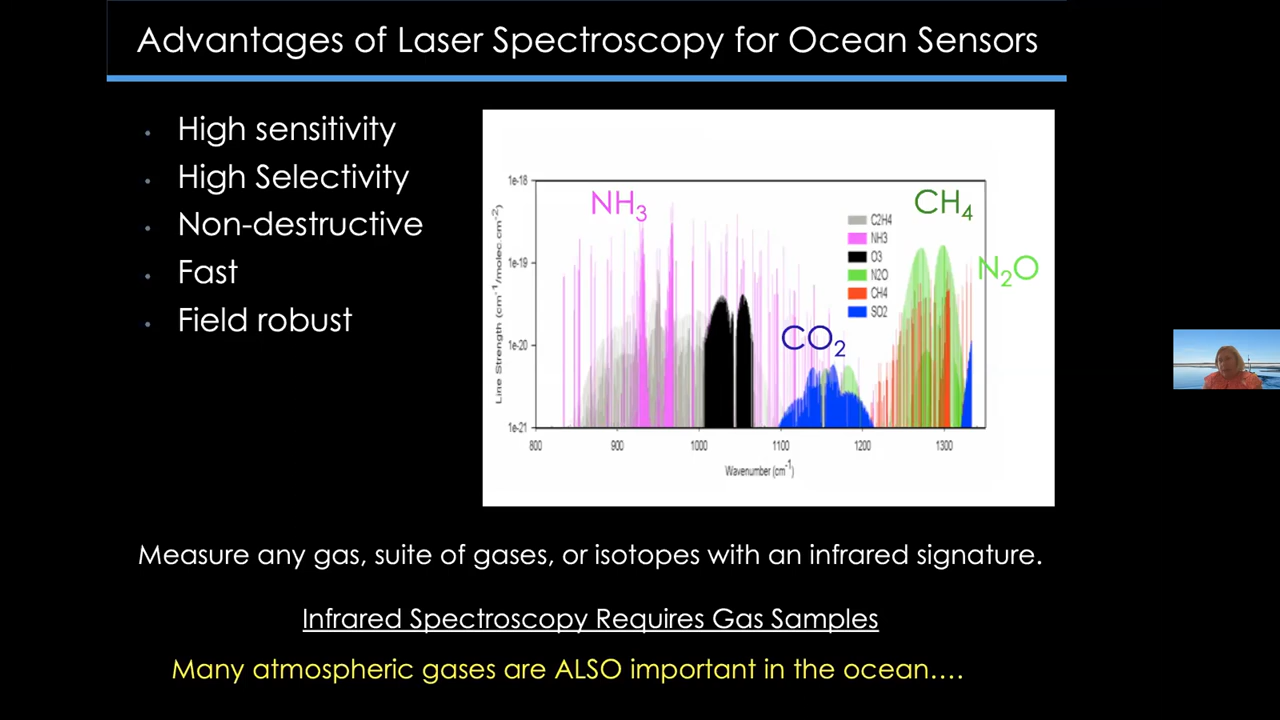 Advantages of Laser Spectroscopy for Ocean Sensors
• High sensitivity
• High Selectivity
• Non-destructive
• Fast
• Field robust
NH3
CH4
N2O
CO2
C2H4
NH3
O3
N2O
CH4
SO2
1e-18
1e-19
1e-20
1e-21
Line Strength (cm-1/molec.cm-2)
800 900 1000 1100 1200 1300
Wavenumber (cm-1)
Measure any gas, suite of gases, or isotopes with an infrared signature.
Infrared Spectroscopy Requires Gas Samples
Many atmospheric gases are ALSO important in the ocean....